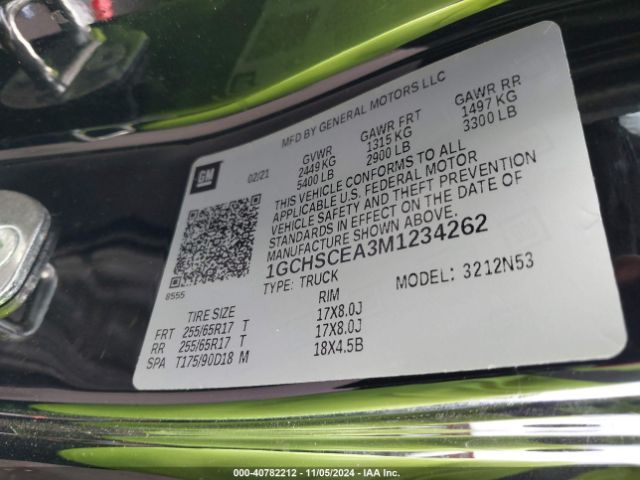 MFD BY GENERAL MOTORS LLC
GM
02/21
GVWR GAWR FRT GAWR RR
2449 KG 1315 KG 1497 KG
5400 LB 2900 LB 3300 LB
THIS VEHICLE CONFORMS TO ALL
APPLICABLE U.S. FEDERAL MOTOR
VEHICLE SAFETY AND THEFT PREVENTION
STANDARDS IN EFFECT ON THE DATE OF
MANUFACTURE SHOWN ABOVE.
8555
1GCHSCEA3M1234262
TYPE: TRUCK MODEL: 3212N53
TIRE SIZE RIM
FRT 255/65R17 T 17X8.0J
RR 255/65R17 T 17X8.0J
SPA T175/90D18 M 18X4.5B
000-40782212 - 11/05/2024 - IAA Inc.